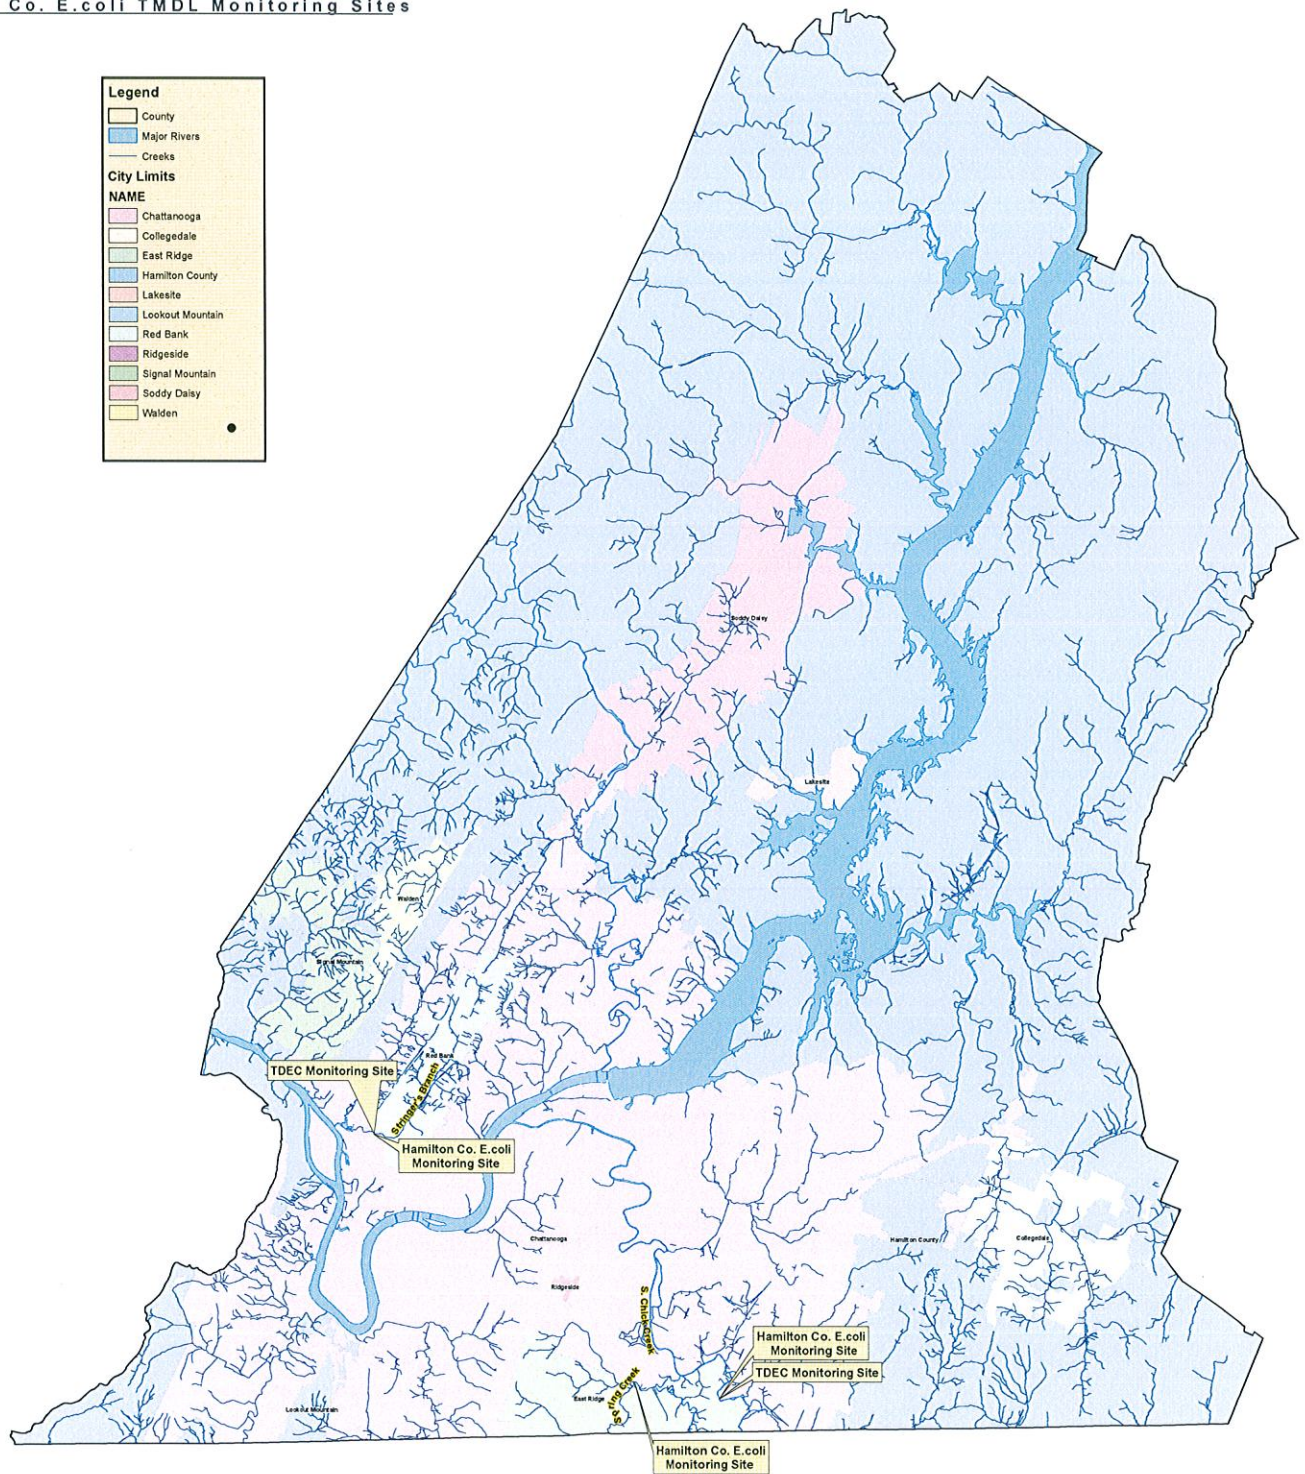 Co. E.coli TMDL Monitoring Sites
Legend
County
Major Rivers
Creeks
City Limits
NAME
Chattanooga
Collegedale
East Ridge
Hamilton County
Lakesite
Lookout Mountain
Red Bank
Ridgeside
Signal Mountain
Soddy Daisy
Walden
Soddy Daisy
Lakesite
Walden
Signal Mountain
Red Bank
TDEC Monitoring Site
Stringer's Branch
Hamilton Co. E.coli
Monitoring Site
Chattanooga
Hamilton County
Collegedale
Ridgeside
S. Chick Creek
Hamilton Co. E.coli
Monitoring Site
TDEC Monitoring Site
East Ridge
Spring Creek
Lookout Mountain
Hamilton Co. E.coli
Monitoring Site